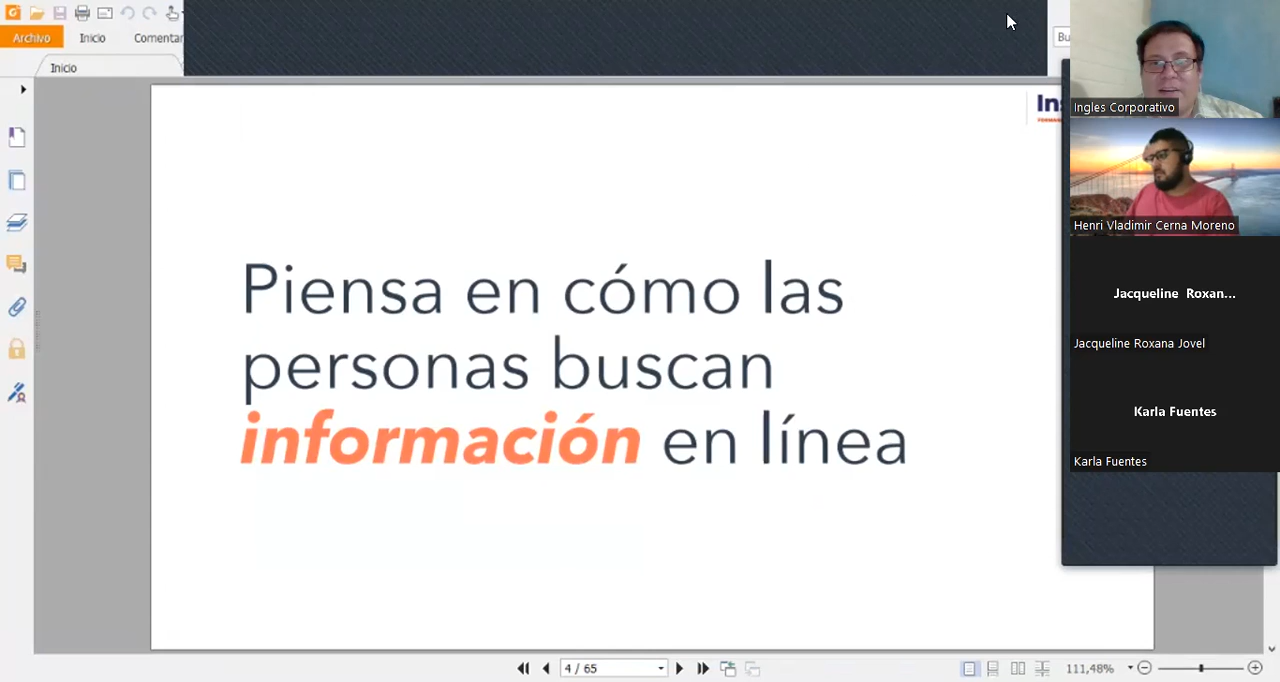 Archivo
Inicio
Comentar
Bu
Inicio
Piensa en cómo las
personas buscan
información en línea
Ingles Corporativo
Henri Vladimir Cerna Moreno
Jacqueline Roxan...
Jacqueline Roxana Jovel
Karla Fuentes
Karla Fuentes
4 / 65
111,48%